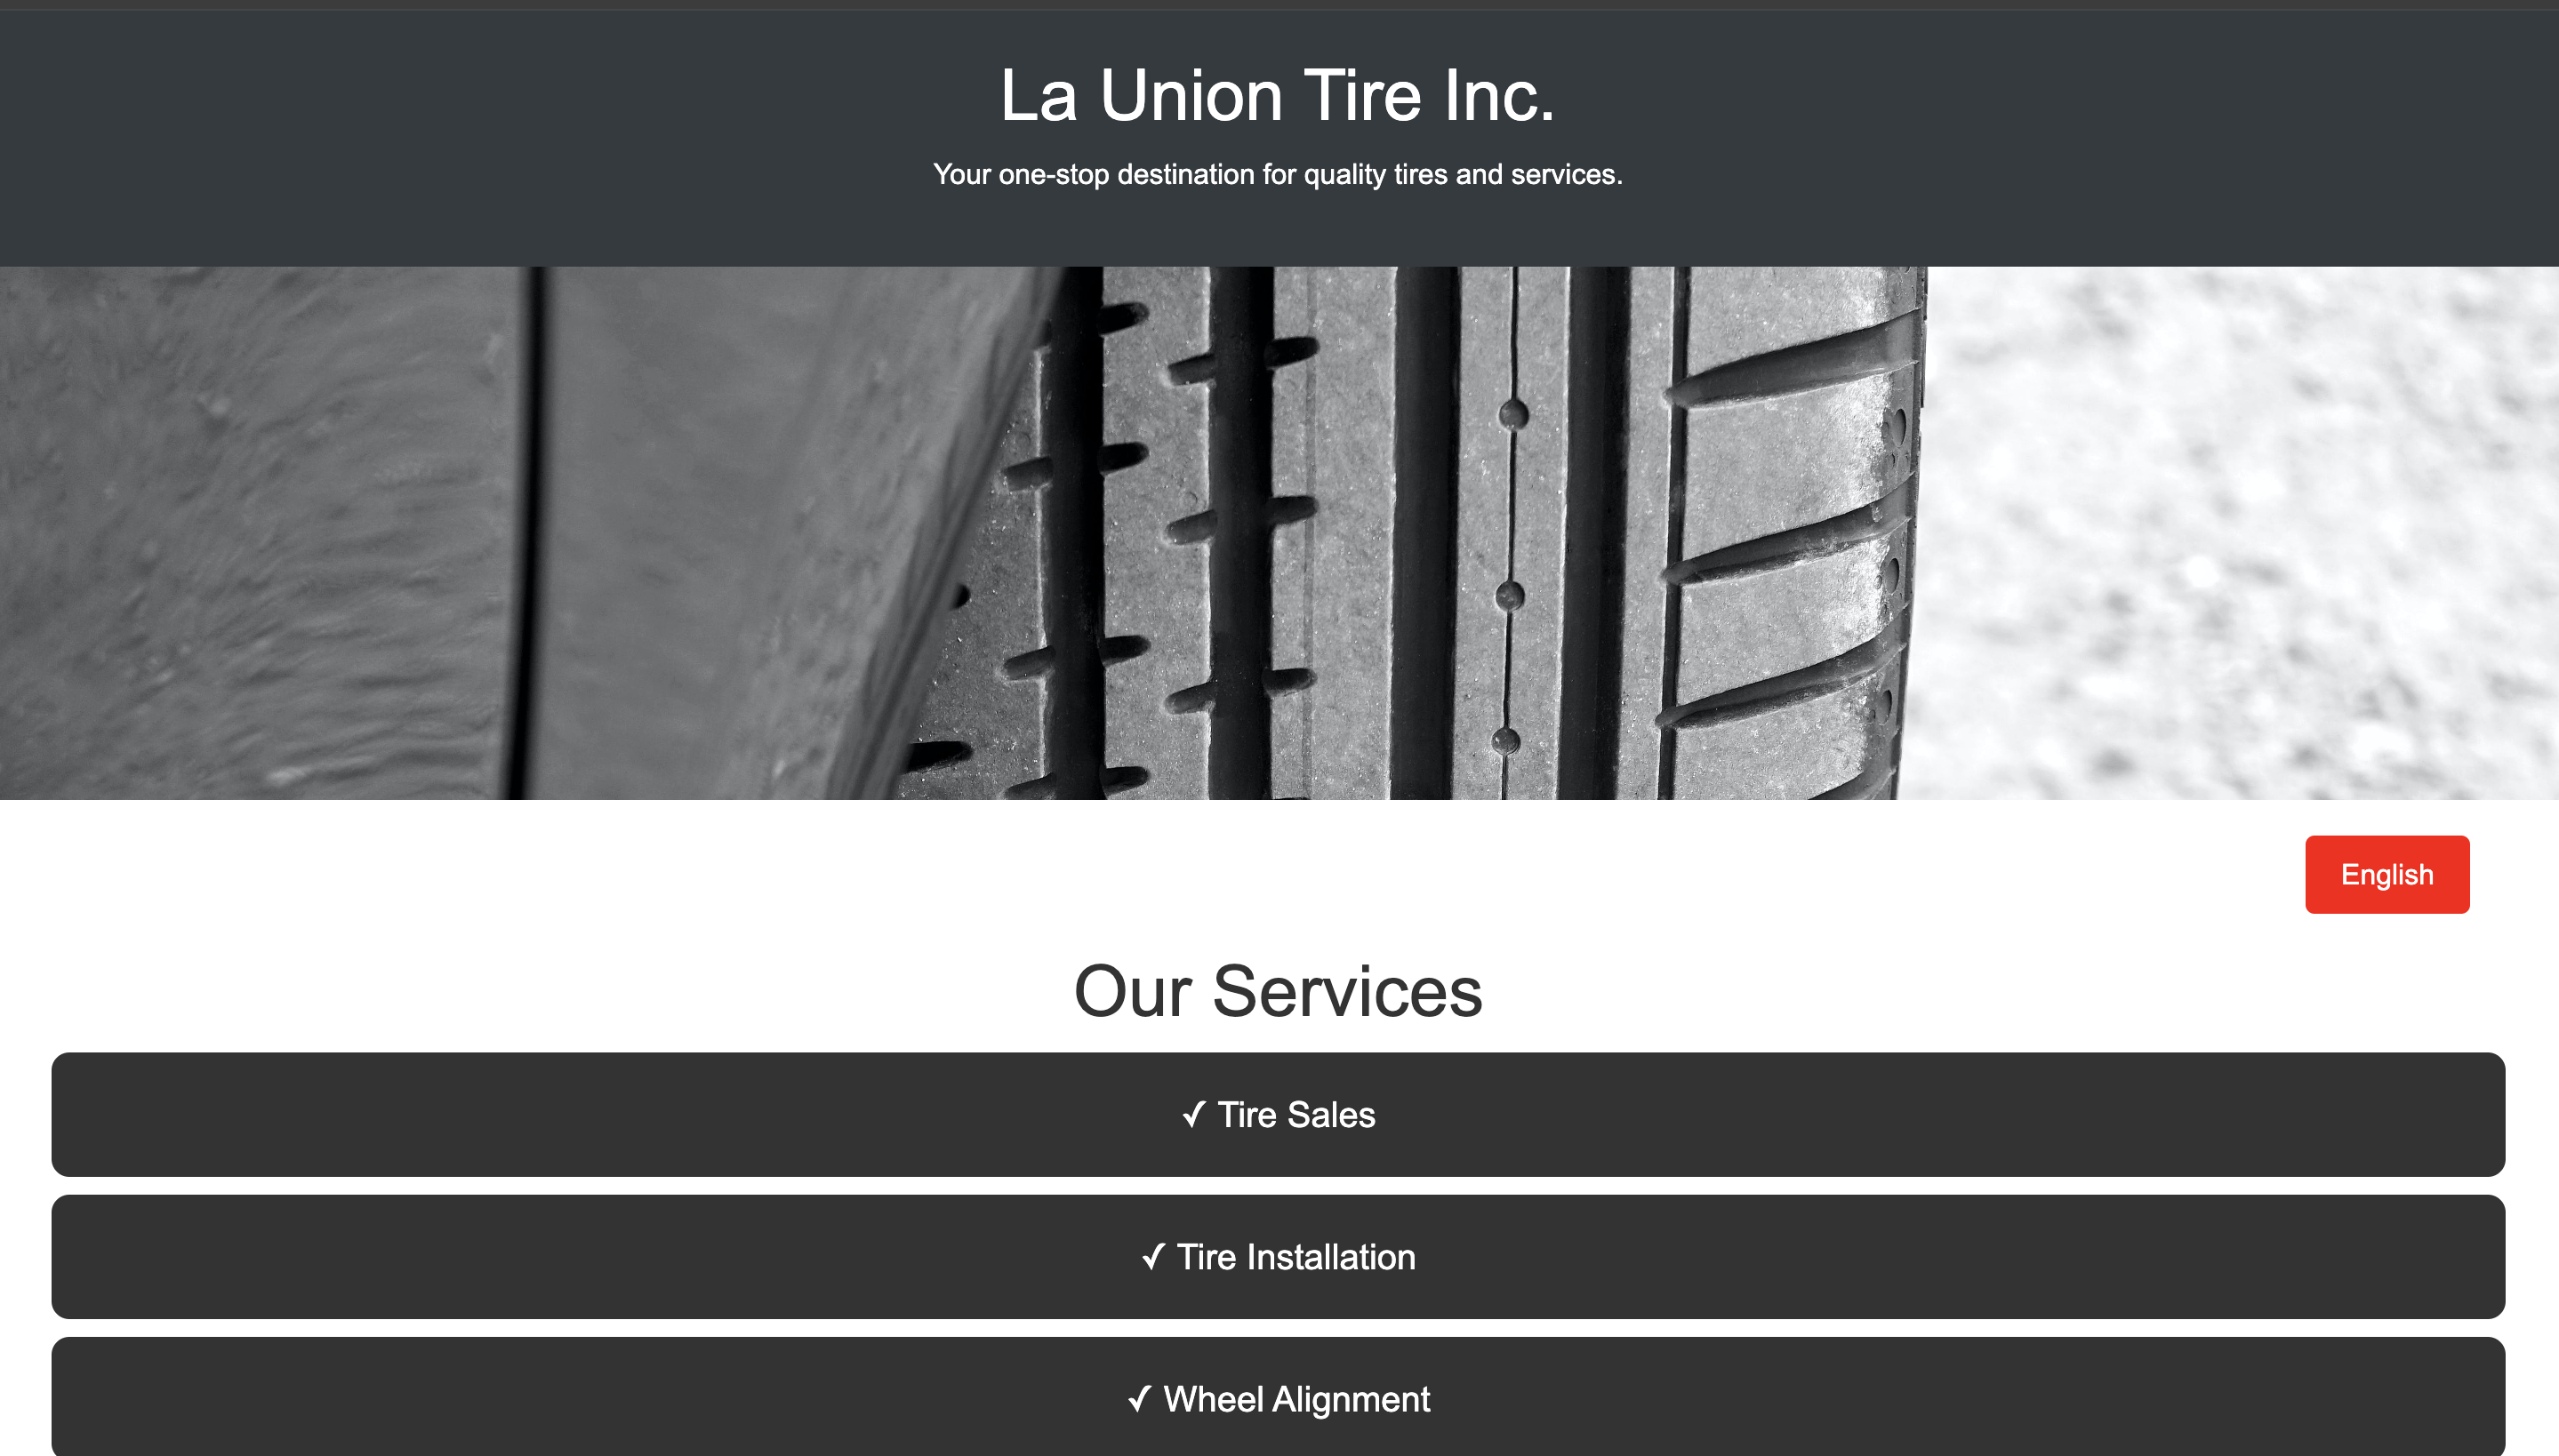 La Union Tire Inc.
Your one-stop destination for quality tires and services.
English
Our Services
✓ Tire Sales
✓ Tire Installation
✓ Wheel Alignment